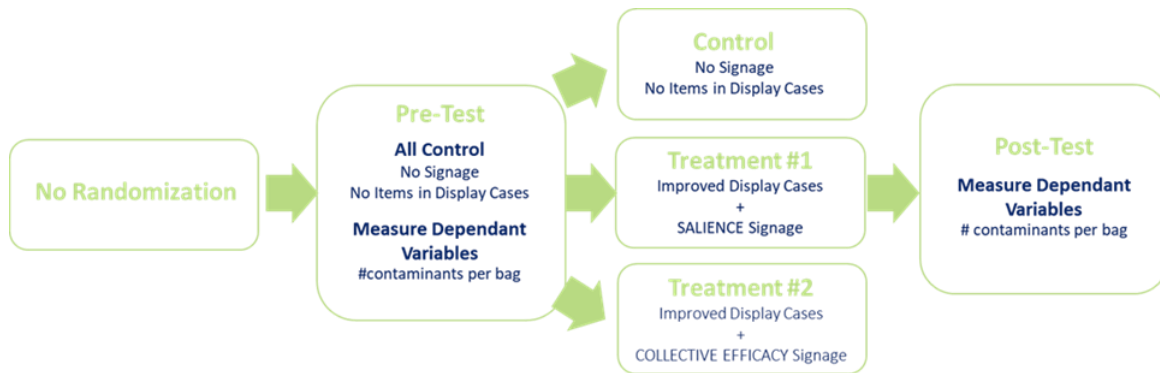 No Randomization
Pre-Test
All Control
No Signage
No Items in Display Cases
Measure Dependant
Variables
#contaminants per bag
Control
No Signage
No Items in Display Cases
Treatment #1
Improved Display Cases
+
SALIENCE Signage
Treatment #2
Improved Display Cases
+
COLLECTIVE EFFICACY Signage
Post-Test
Measure Dependant
Variables
# contaminants per bag